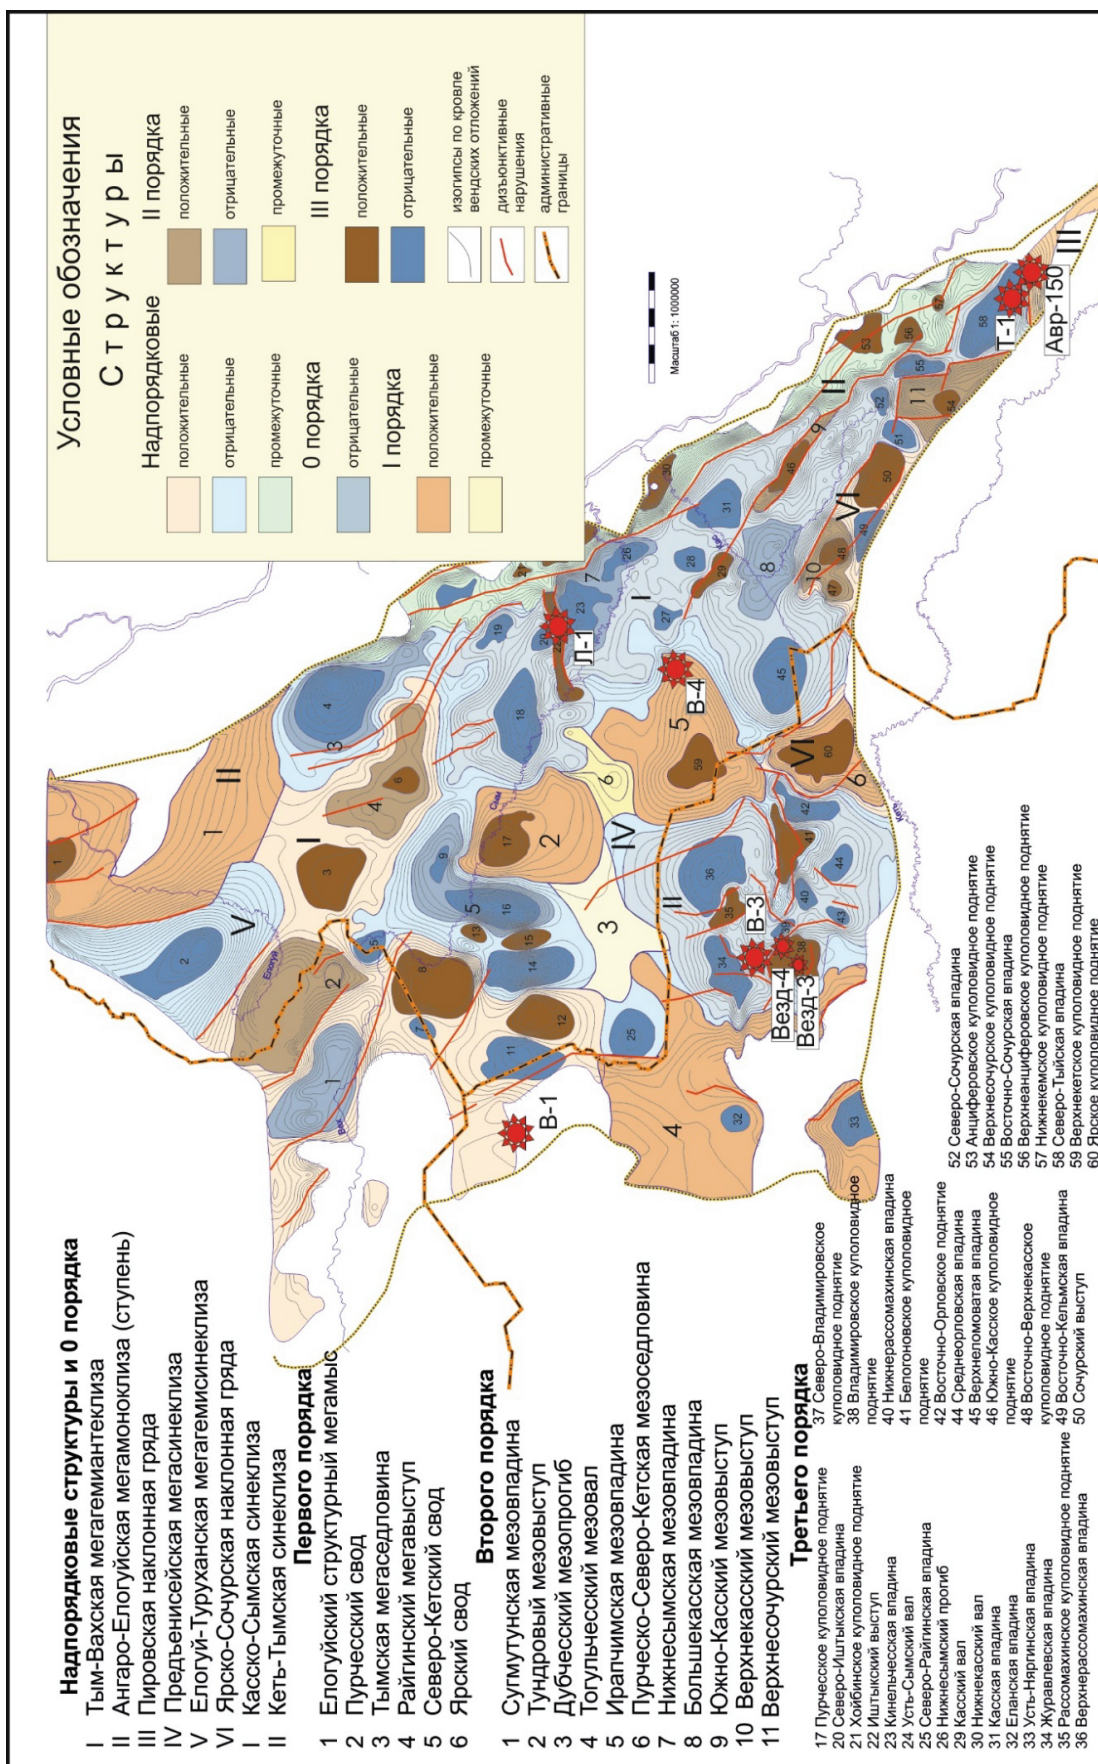 Условные обозначения
Структуры
Надпорядковые
положительные
отрицательные
промежуточные
0 порядка
отрицательные
I порядка
положительные
промежуточные
II порядка
положительные
отрицательные
промежуточные
III порядка
положительные
отрицательные
изогипсы по кровле
вендских отложений
дизъюнктивные
нарушения
административные
границы
Масштаб 1: 1000000
В-1
В-3
В-4
Везд-4
Везд-3
Л-1
Т-1
Авр-150
Елогуй
Вах
Сым
Кас
Кеть
Надпорядковые структуры и 0 порядка
I Тым-Вахская мегагемиантеклиза
II Ангаро-Елогуйская мегамоноклиза (ступень)
III Пировская наклонная гряда
IV Предъенисейская мегасинеклиза
V Елогуй-Туруханская мегагемисинеклиза
VI Ярско-Сочурская наклонная гряда
I Касско-Сымская синеклиза
II Кеть-Тымская синеклиза
Первого порядка
1 Елогуйский структурный мегамыс
2 Пурчесский свод
3 Тымская мегаседловина
4 Райгинский мегавыступ
5 Северо-Кетский свод
6 Ярский свод
Второго порядка
1 Супмутунская мезовпадина
2 Тундровый мезовыступ
3 Дубчесский мезопрогиб
4 Тогульчесский мезовал
5 Ирапчимская мезовпадина
6 Пурческо-Северо-Кетская мезоседловина
7 Нижнесымская мезовпадина
8 Большекасская мезовпадина
9 Южно-Касский мезовыступ
10 Верхнекасский мезовыступ
11 Верхнесочурский мезовыступ
Третьего порядка
17 Пурчесское куполовидное поднятие
20 Северо-Иштыкская впадина
21 Хойбинское куполовидное поднятие
22 Иштыкский выступ
23 Кинельчесская впадина
24 Усть-Сымский вал
25 Северо-Райгинская впадина
26 Нижнесымский прогиб
29 Касский вал
30 Нижнекасский вал
31 Касская впадина
32 Еланская впадина
33 Усть-Няргинская впадина
34 Журавлевская впадина
35 Рассомахинское куполовидное поднятие
36 Верхнерассомахинская впадина
37 Северо-Владимировское
куполовидное поднятие
38 Владимировское куполовидное
поднятие
40 Нижнерассомахинская впадина
41 Белогоновское куполовидное
поднятие
42 Восточно-Орловское поднятие
44 Среднеорловская впадина
45 Верхнеломоватая впадина
46 Южно-Касское куполовидное
поднятие
48 Восточно-Верхнекасское
куполовидное поднятие
49 Восточно-Кельмская впадина
50 Сочурский выступ
52 Северо-Сочурская впадина
53 Анциферовское куполовидное поднятие
54 Верхнесочурское куполовидное поднятие
55 Восточно-Сочурская впадина
56 Верхнеанциферовское куполовидное поднятие
57 Нижнекемское куполовидное поднятие
58 Северо-Тыйская впадина
59 Верхнекетское куполовидное поднятие
60 Ярское куполовидное поднятие